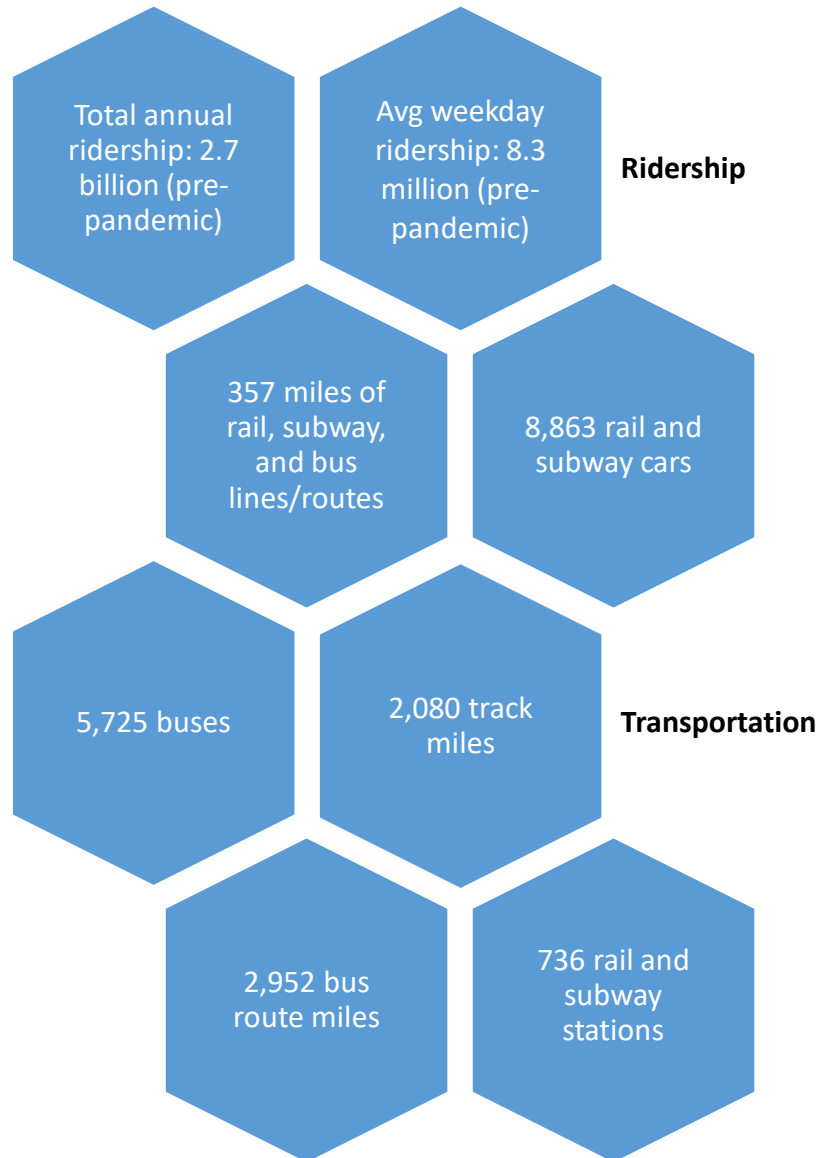 Total annual
ridership: 2.7
billion (pre-
pandemic)
Avg weekday
ridership: 8.3
million (pre-
pandemic)
Ridership
357 miles of
rail, subway,
and bus
lines/routes
8,863 rail and
subway cars
5,725 buses
2,080 track
miles
Transportation
2,952 bus
route miles
736 rail and
subway
stations